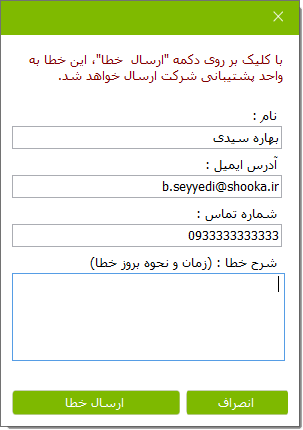 با کلیک بر روی دکمه "ارسال خطا"، این خطا به
واحد پشتیبانی شرکت ارسال خواهد شد.
نام :
بهاره سیدی
آدرس ایمیل :
b.seyyedi@shooka.ir
شماره تماس :
0933333333333
شرح خطا : (زمان و نحوه بروز خطا)
انصراف
ارسال خطا